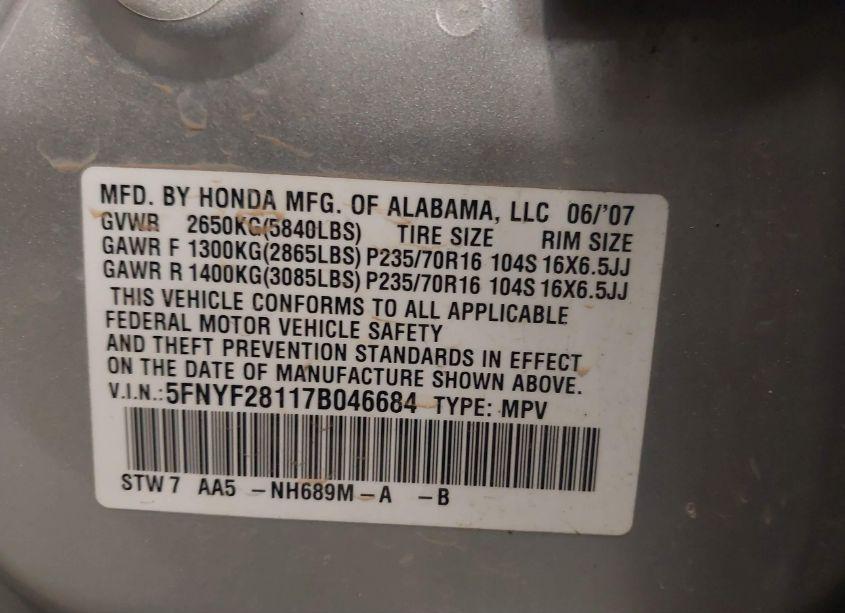 MFD. BY HONDA MFG. OF ALABAMA, LLC 06/'07
GVWR 2650KG(5840LBS) TIRE SIZE RIM SIZE
GAWR F 1300KG(2865LBS) P235/70R16 104S 16X6.5JJ
GAWR R 1400KG(3085LBS) P235/70R16 104S 16X6.5JJ
THIS VEHICLE CONFORMS TO ALL APPLICABLE
FEDERAL MOTOR VEHICLE SAFETY
AND THEFT PREVENTION STANDARDS IN EFFECT
ON THE DATE OF MANUFACTURE SHOWN ABOVE.
V.I.N.:5FNYF28117B046684 TYPE: MPV
STW7 AA5 -NH689M-A -B